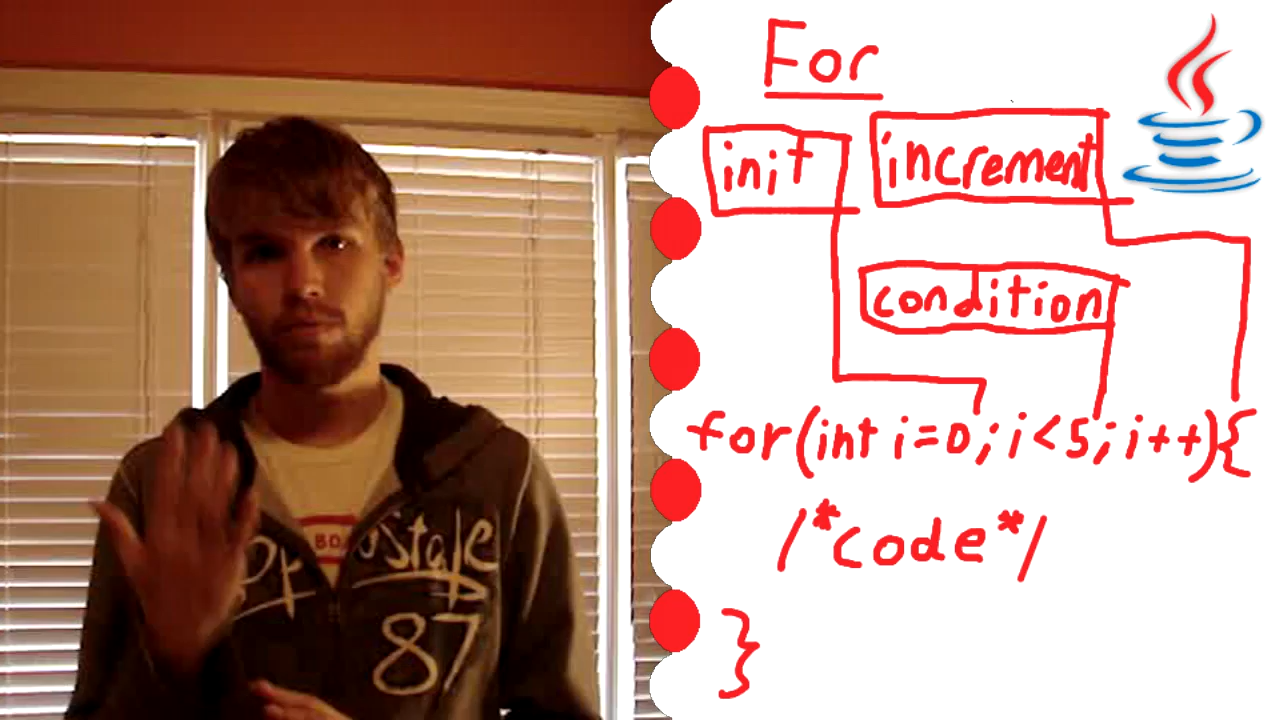 For
init
increment
condition
for(int i=0; i<5; i++){
/*code*/
}
87